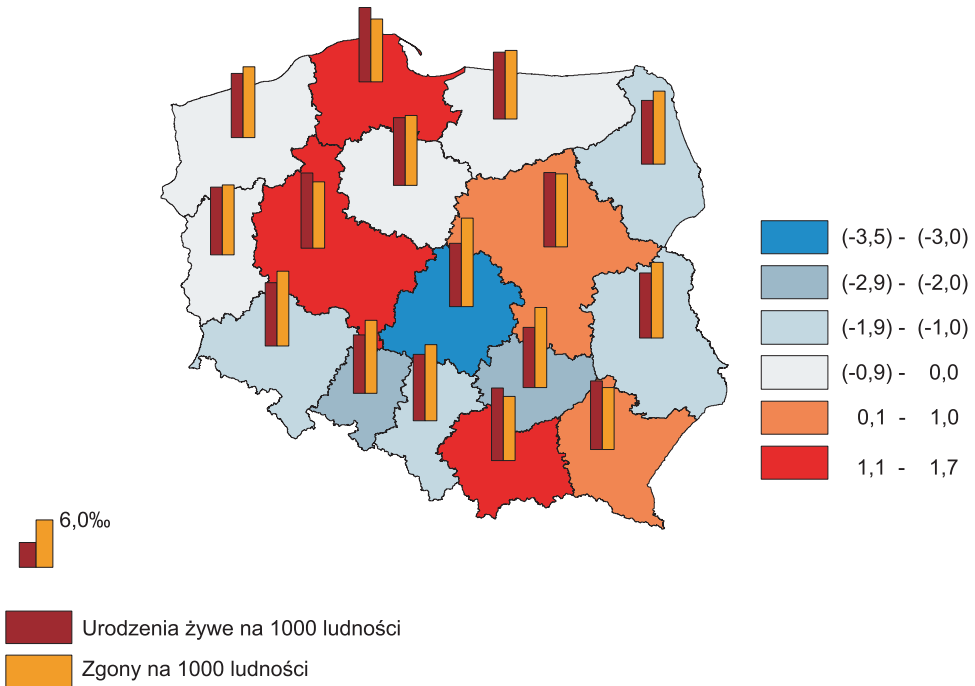 (-3,5) - (-3,0)
(-2,9) - (-2,0)
(-1,9) - (-1,0)
(-0,9) - 0,0
0,1 - 1,0
1,1 - 1,7
6,0‰
Urodzenia żywe na 1000 ludności
Zgony na 1000 ludności